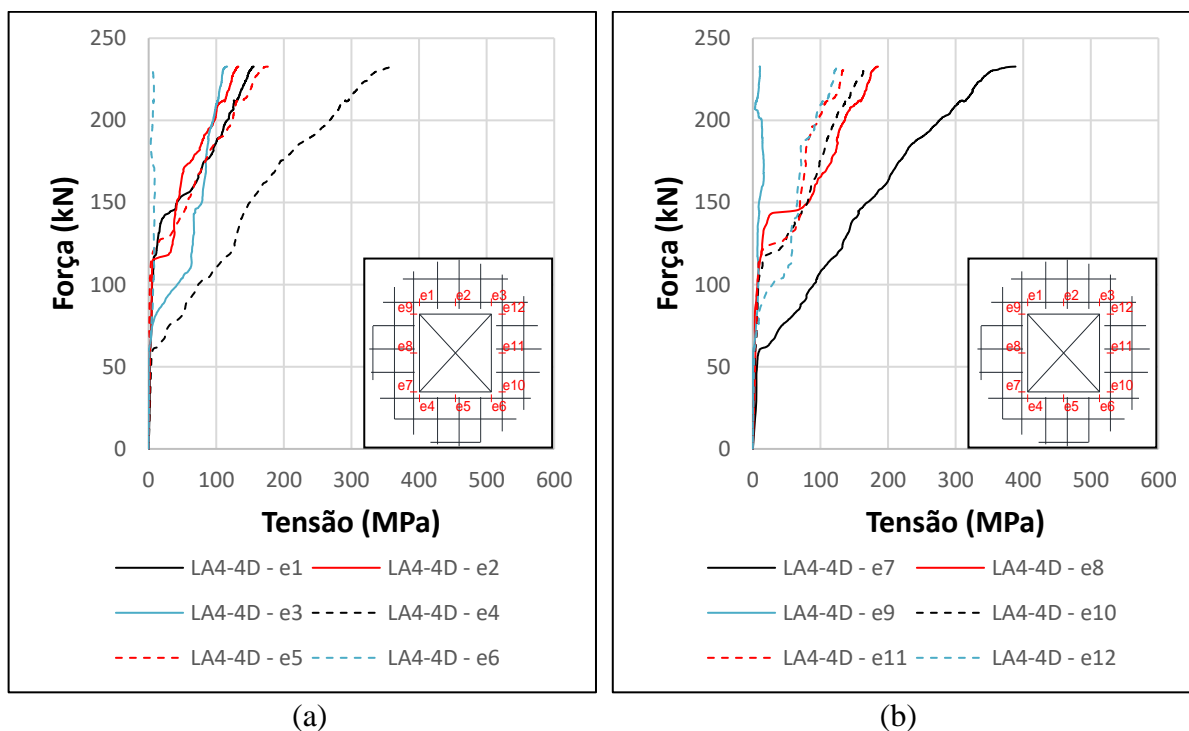 250
200
150
100
50
0
Força (kN)
0 100 200 300 400 500 600
Tensão (MPa)
e1 e2 e3
e9 e12
e8 e11
e7 e10
e4 e5 e6
LA4-4D - e1 LA4-4D - e2
LA4-4D - e3 LA4-4D - e4
LA4-4D - e5 LA4-4D - e6
(a)
250
200
150
100
50
0
Força (kN)
0 100 200 300 400 500 600
Tensão (MPa)
e1 e2 e3
e9 e12
e8 e11
e7 e10
e4 e5 e6
LA4-4D - e7 LA4-4D - e8
LA4-4D - e9 LA4-4D - e10
LA4-4D - e11 LA4-4D - e12
(b)